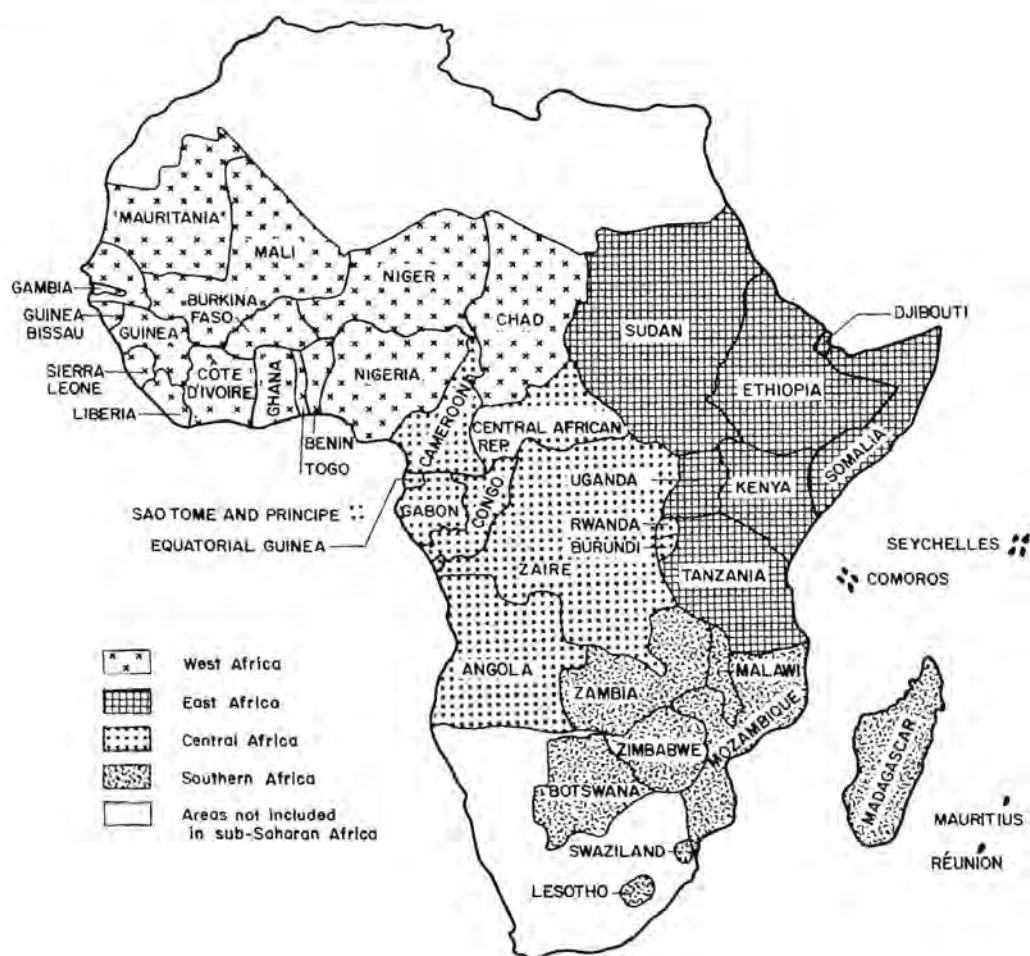 MAURITANIA
MALI
NIGER
CHAD
SUDAN
DJIBOUTI
GAMBIA
GUINEA
BISSAU
GUINEA
BURKINA
FASO
SIERRA
LEONE
LIBERIA
CÔTE
D'IVOIRE
GHANA
NIGERIA
BENIN
TOGO
CAMEROONA
CENTRAL AFRICAN
REP.
ETHIOPIA
SOMALIA
UGANDA
KENYA
SAO TOME AND PRINCIPE
EQUATORIAL GUINEA
GABON
CONGO
RWANDA
BURUNDI
ZAIRE
TANZANIA
SEYCHELLES
COMOROS
ANGOLA
ZAMBIA
MALAWI
MOZAMBIQUE
ZIMBABWE
BOTSWANA
MADAGASCAR
MAURITIUS
RÉUNION
SWAZILAND
LESOTHO
West Africa
East Africa
Central Africa
Southern Africa
Areas not included
in sub-Saharan Africa